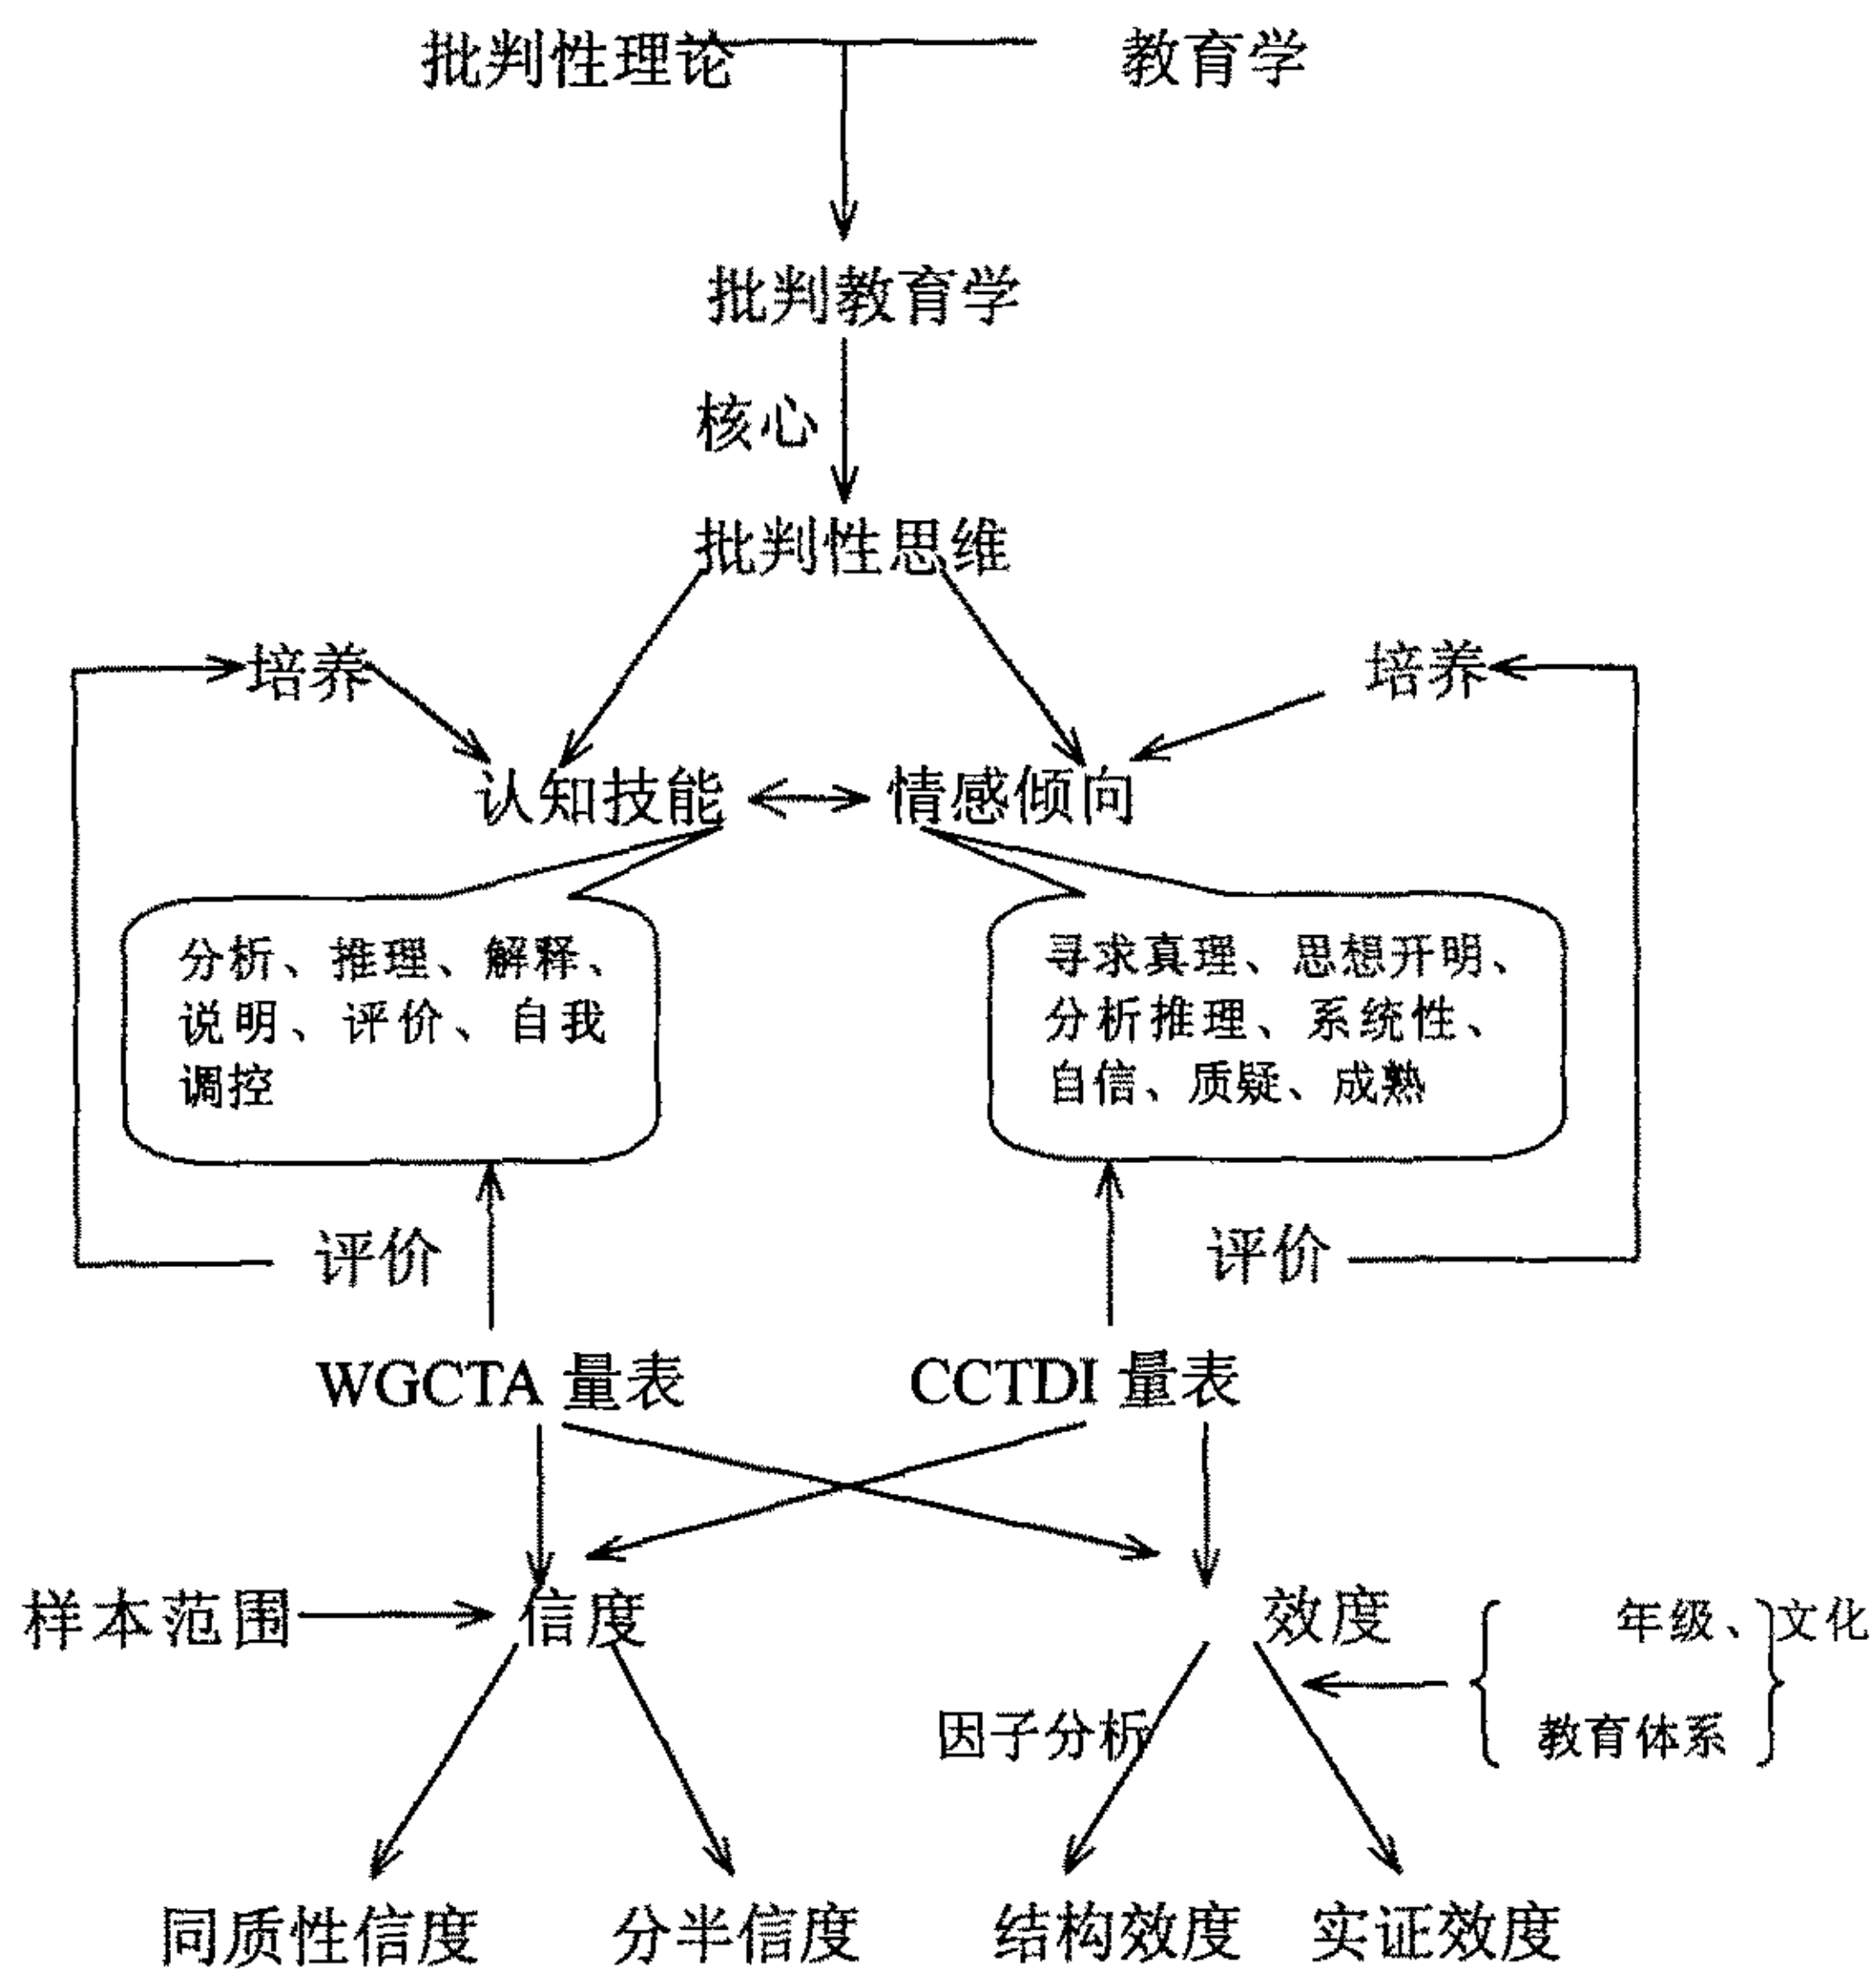 批判性理论 教育学
批判教育学
核心
批判性思维
培养 培养
认知技能 情感倾向
分析、推理、解释、
说明、评价、自我
调控
寻求真理、思想开明、
分析推理、系统性、
自信、质疑、成熟
评价 评价
WGCTA 量表 CCTDI 量表
样本范围 信度 效度 年级、文化
因子分析 教育体系
同质性信度 分半信度 结构效度 实证效度